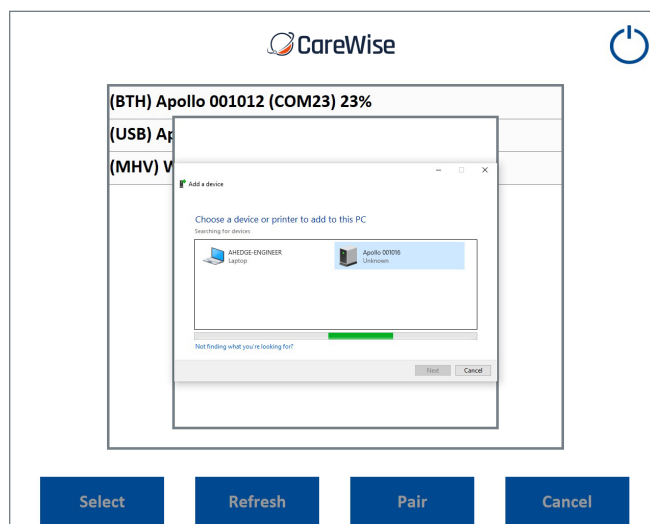 CareWise
(BTH) Apollo 001012 (COM23) 23%
(USB)
(MHV)
Add a device
Choose a device or printer to add to this PC
Searching for devices
AHEDGE-ENGINEER
Laptop
Apollo 001016
Unknown
Not finding what you're looking for?
Next Cancel
Select Refresh Pair Cancel